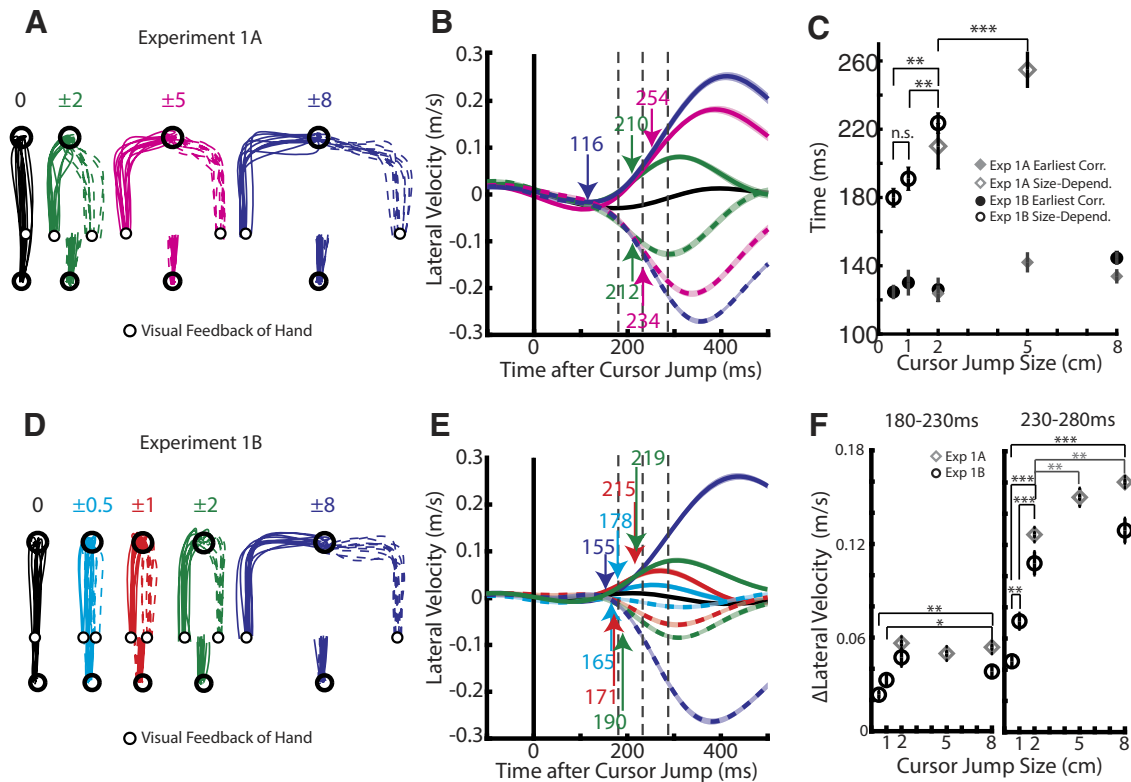 A
Experiment 1A
0
±2
±5
±8
Visual Feedback of Hand
B
Lateral Velocity (m/s)
0.3
0.2
0.1
0
-0.1
-0.2
-0.3
116
210
254
212
234
0
200
400
Time after Cursor Jump (ms)
C
Time (ms)
260
220
180
140
100
***
**
**
n.s.
Exp 1A Earliest Corr.
Exp 1A Size-Depend.
Exp 1B Earliest Corr.
Exp 1B Size-Depend.
0
1
2
5
8
Cursor Jump Size (cm)
D
Experiment 1B
0
±0.5
±1
±2
±8
Visual Feedback of Hand
E
Lateral Velocity (m/s)
0.3
0.2
0.1
0
-0.1
-0.2
-0.3
219
215
178
155
165
171
190
0
200
400
Time after Cursor Jump (ms)
F
180-230ms
230-280ms
ΔLateral Velocity (m/s)
0.18
0.12
0.06
0
Exp 1A
Exp 1B
**
*
***
**
**
***
***
**
1
2
5
8
1
2
5
8
Cursor Jump Size (cm)